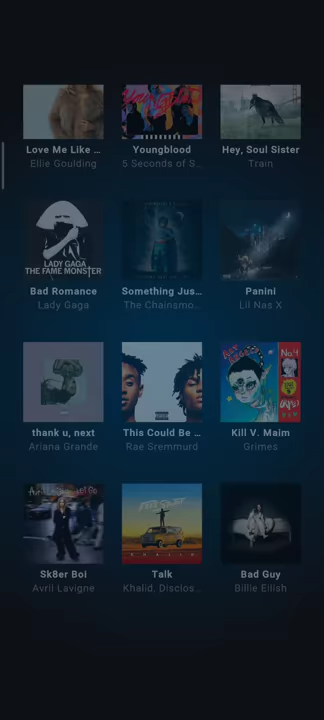 Youngblood
Love Me Like ...
Youngblood
Hey, Soul Sister
Ellie Goulding
5 Seconds of S...
Train
LADY GAGA
THE FAME MONSTER
Bad Romance
Something Jus...
Panini
Lady Gaga
The Chainsmo...
Lil Nas X
thank u, next
This Could Be ...
Kill V. Maim
Ariana Grande
Rae Sremmurd
Grimes
Sk8er Boi
Talk
Bad Guy
Avril Lavigne
Khalid, Disclos...
Billie Eilish